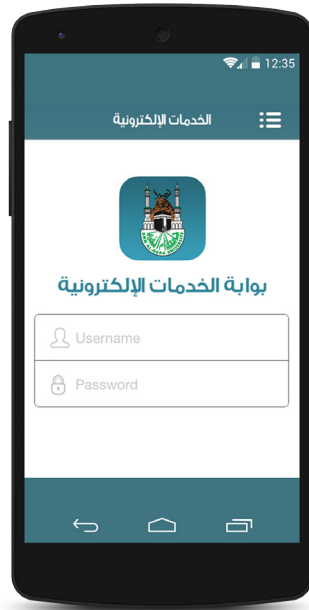 12:35
الخدمات الإلكترونية
بوابة الخدمات الإلكترونية
Username
Password